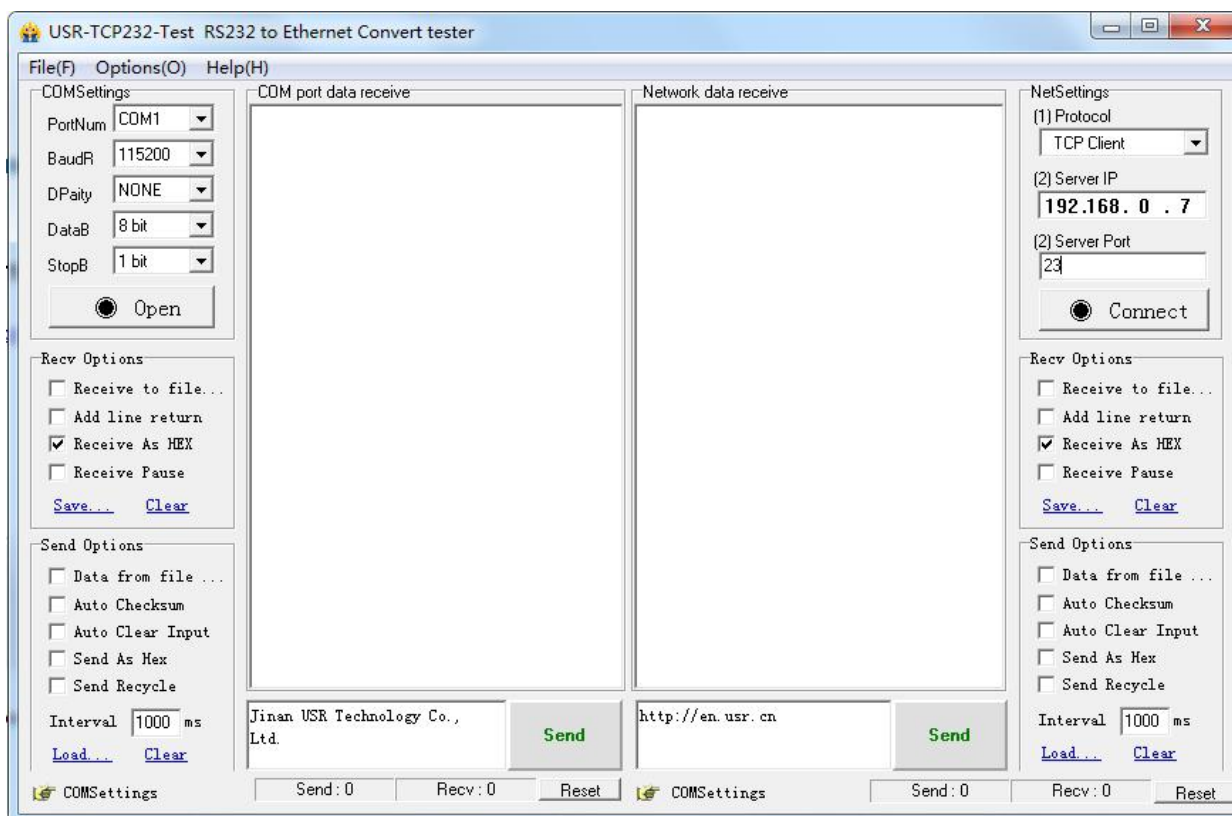 USR-TCP232-Test RS232 to Ethernet Convert tester
File(F) Options(O) Help(H)
COMSettings
PortNum COM1
BaudR 115200
DPaity NONE
DataB 8 bit
StopB 1 bit
Open
Recv Options
Receive to file...
Add line return
Receive As HEX
Receive Pause
Save... Clear
Send Options
Data from file ...
Auto Checksum
Auto Clear Input
Send As Hex
Send Recycle
Interval 1000 ms
Load... Clear
COM port data receive
Jinan USR Technology Co.,
Ltd.
Send
Network data receive
http://en.usr.cn
Send
NetSettings
(1) Protocol
TCP Client
(2) Server IP
192.168. 0 . 7
(2) Server Port
23
Connect
Recv Options
Receive to file...
Add line return
Receive As HEX
Receive Pause
Save... Clear
Send Options
Data from file ...
Auto Checksum
Auto Clear Input
Send As Hex
Send Recycle
Interval 1000 ms
Load... Clear
COMSettings Send : 0 Recv : 0 Reset
COMSettings Send : 0 Recv : 0 Reset